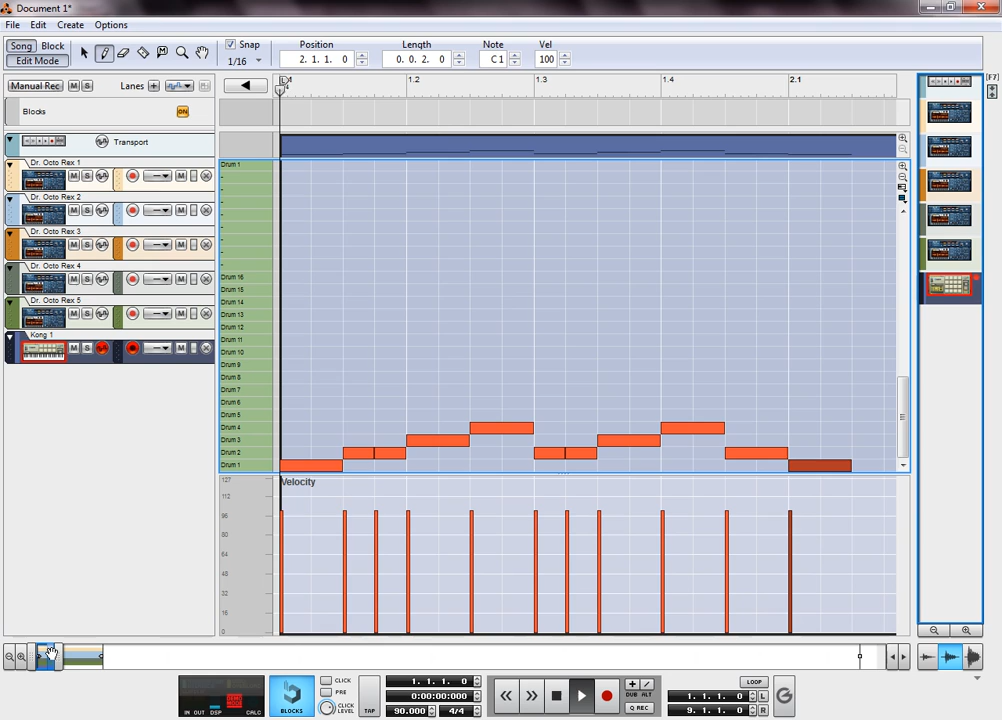 Document 1*
File Edit Create Options
Song Block
Edit Mode
Snap
1/16
Position
2. 1. 1. 0
Length
0. 0. 2. 0
Note
C 1
Vel
100
[F7]
Manual Rec M S Lanes
1.2 1.3 1.4 2.1
Blocks ON
Transport
Dr. Octo Rex 1
M S M
Dr. Octo Rex 2
M S M
Dr. Octo Rex 3
M S M
Dr. Octo Rex 4
M S M
Dr. Octo Rex 5
M S M
Kong 1
M S M
Drum 1
Drum 16
Drum 15
Drum 14
Drum 13
Drum 12
Drum 11
Drum 10
Drum 9
Drum 8
Drum 7
Drum 6
Drum 5
Drum 4
Drum 3
Drum 2
Drum 1
Velocity
127
112
96
80
64
48
32
16
0
IN OUT DSP CALC
BLOCKS
CLICK
PRE
CLICK
LEVEL
TAP
1. 1. 1. 0
0:00:00:000
90.000 4/4
DUB ALT
Q REC
LOOP
1. 1. 1. 0 L
9. 1. 1. 0 R